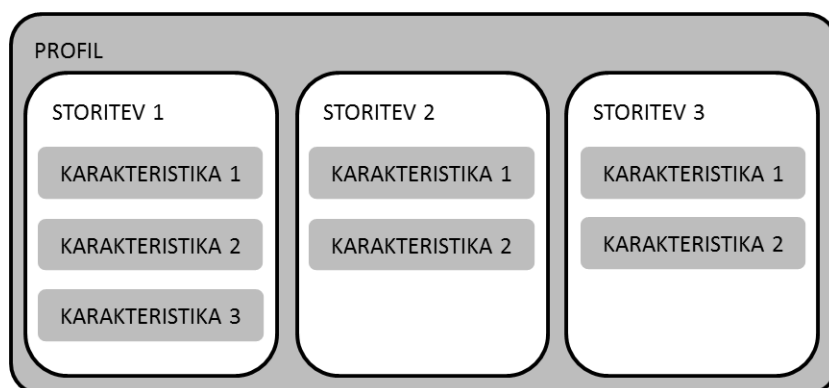 PROFIL
STORITEV 1
KARAKTERISTIKA 1
KARAKTERISTIKA 2
KARAKTERISTIKA 3
STORITEV 2
KARAKTERISTIKA 1
KARAKTERISTIKA 2
STORITEV 3
KARAKTERISTIKA 1
KARAKTERISTIKA 2